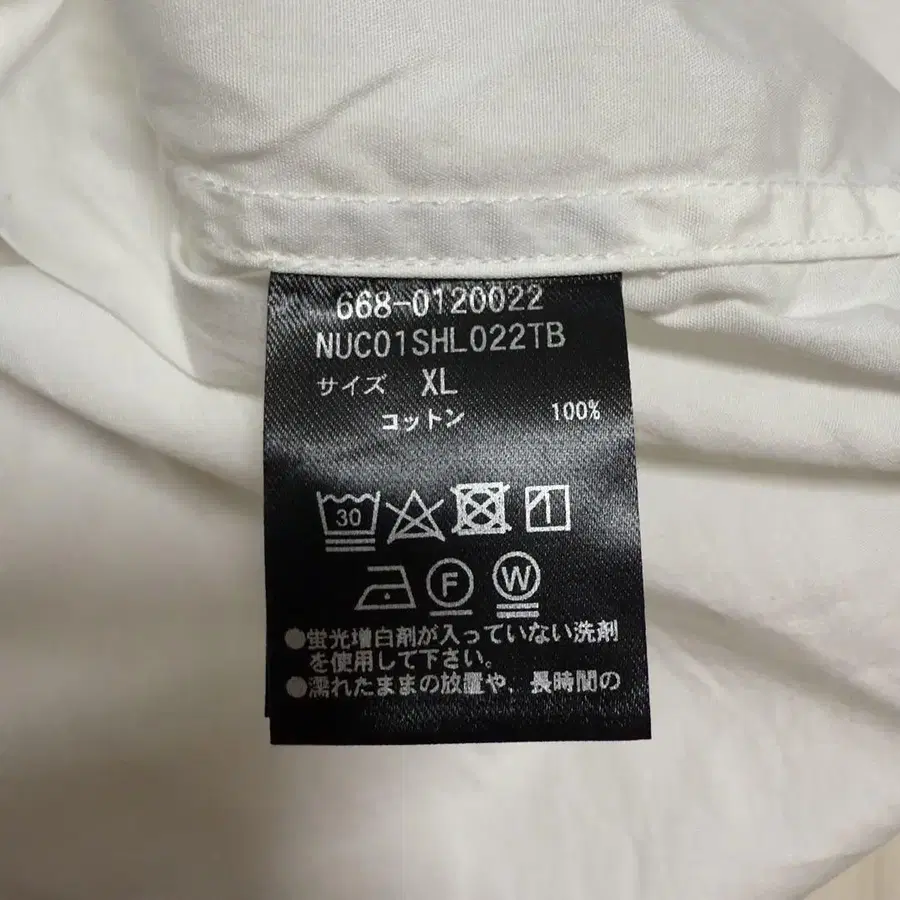 668-0120022
NUC01SHL022TB
サイズ XL
コットン 100%
30
F W
●蛍光増白剤が入っていない洗剤
を使用して下さい。
●濡れたままの放置や、長時間の